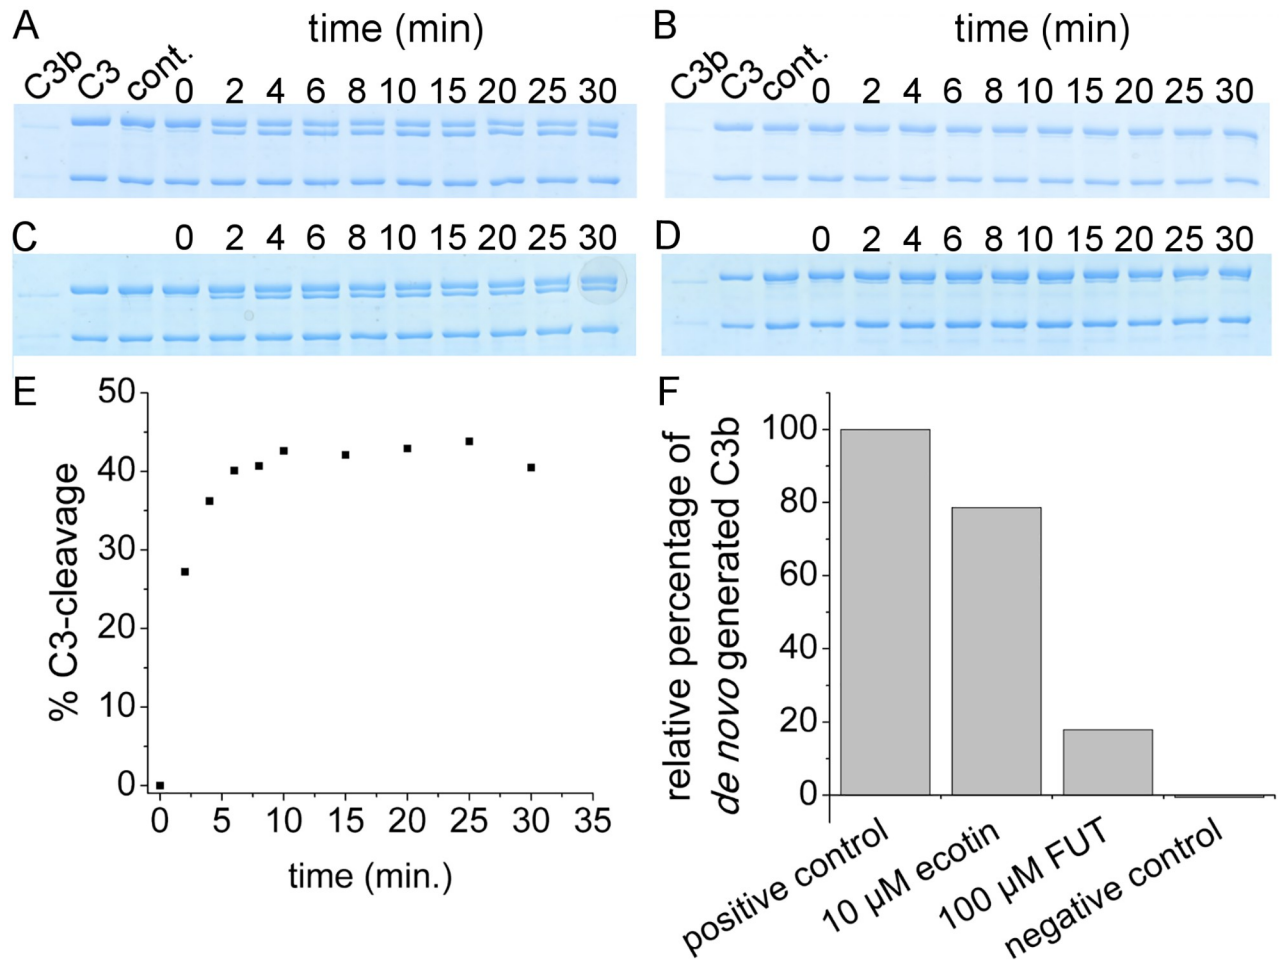 A
time (min)
C3b C3 cont. 0 2 4 6 8 10 15 20 25 30
B
time (min)
C3b C3 cont. 0 2 4 6 8 10 15 20 25 30
C
0 2 4 6 8 10 15 20 25 30
D
0 2 4 6 8 10 15 20 25 30
E
% C3-cleavage
50
40
30
20
10
0
0 5 10 15 20 25 30 35
time (min.)
F
relative percentage of
de novo generated C3b
100
80
60
40
20
0
positive control
10 µM ecotin
100 µM FUT
negative control